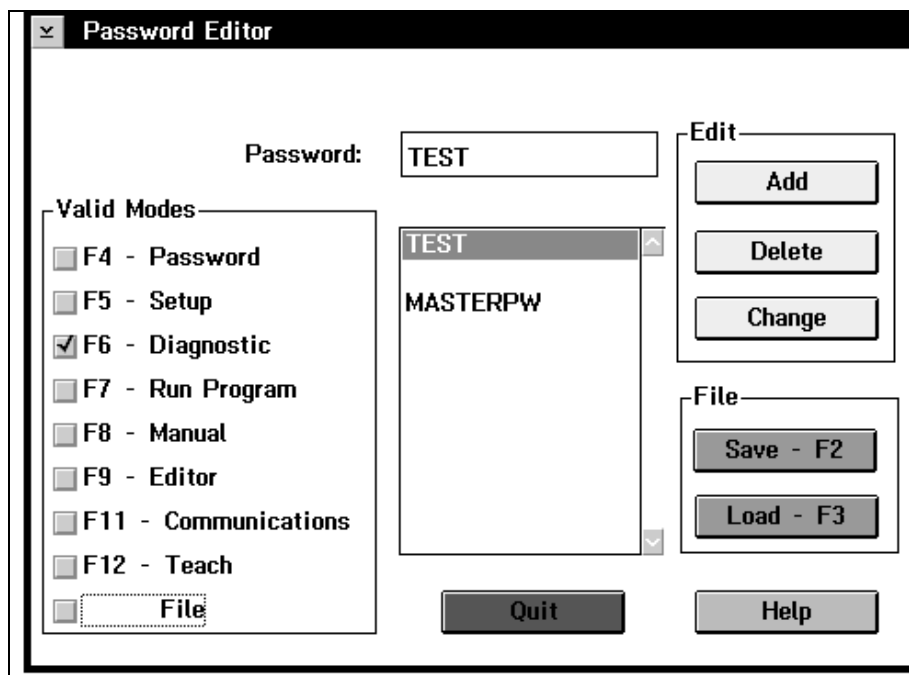 Password Editor
Password:
TEST
Valid Modes
F4 - Password
F5 - Setup
F6 - Diagnostic
F7 - Run Program
F8 - Manual
F9 - Editor
F11 - Communications
F12 - Teach
File
TEST
MASTERPW
Edit
Add
Delete
Change
File
Save - F2
Load - F3
Quit
Help